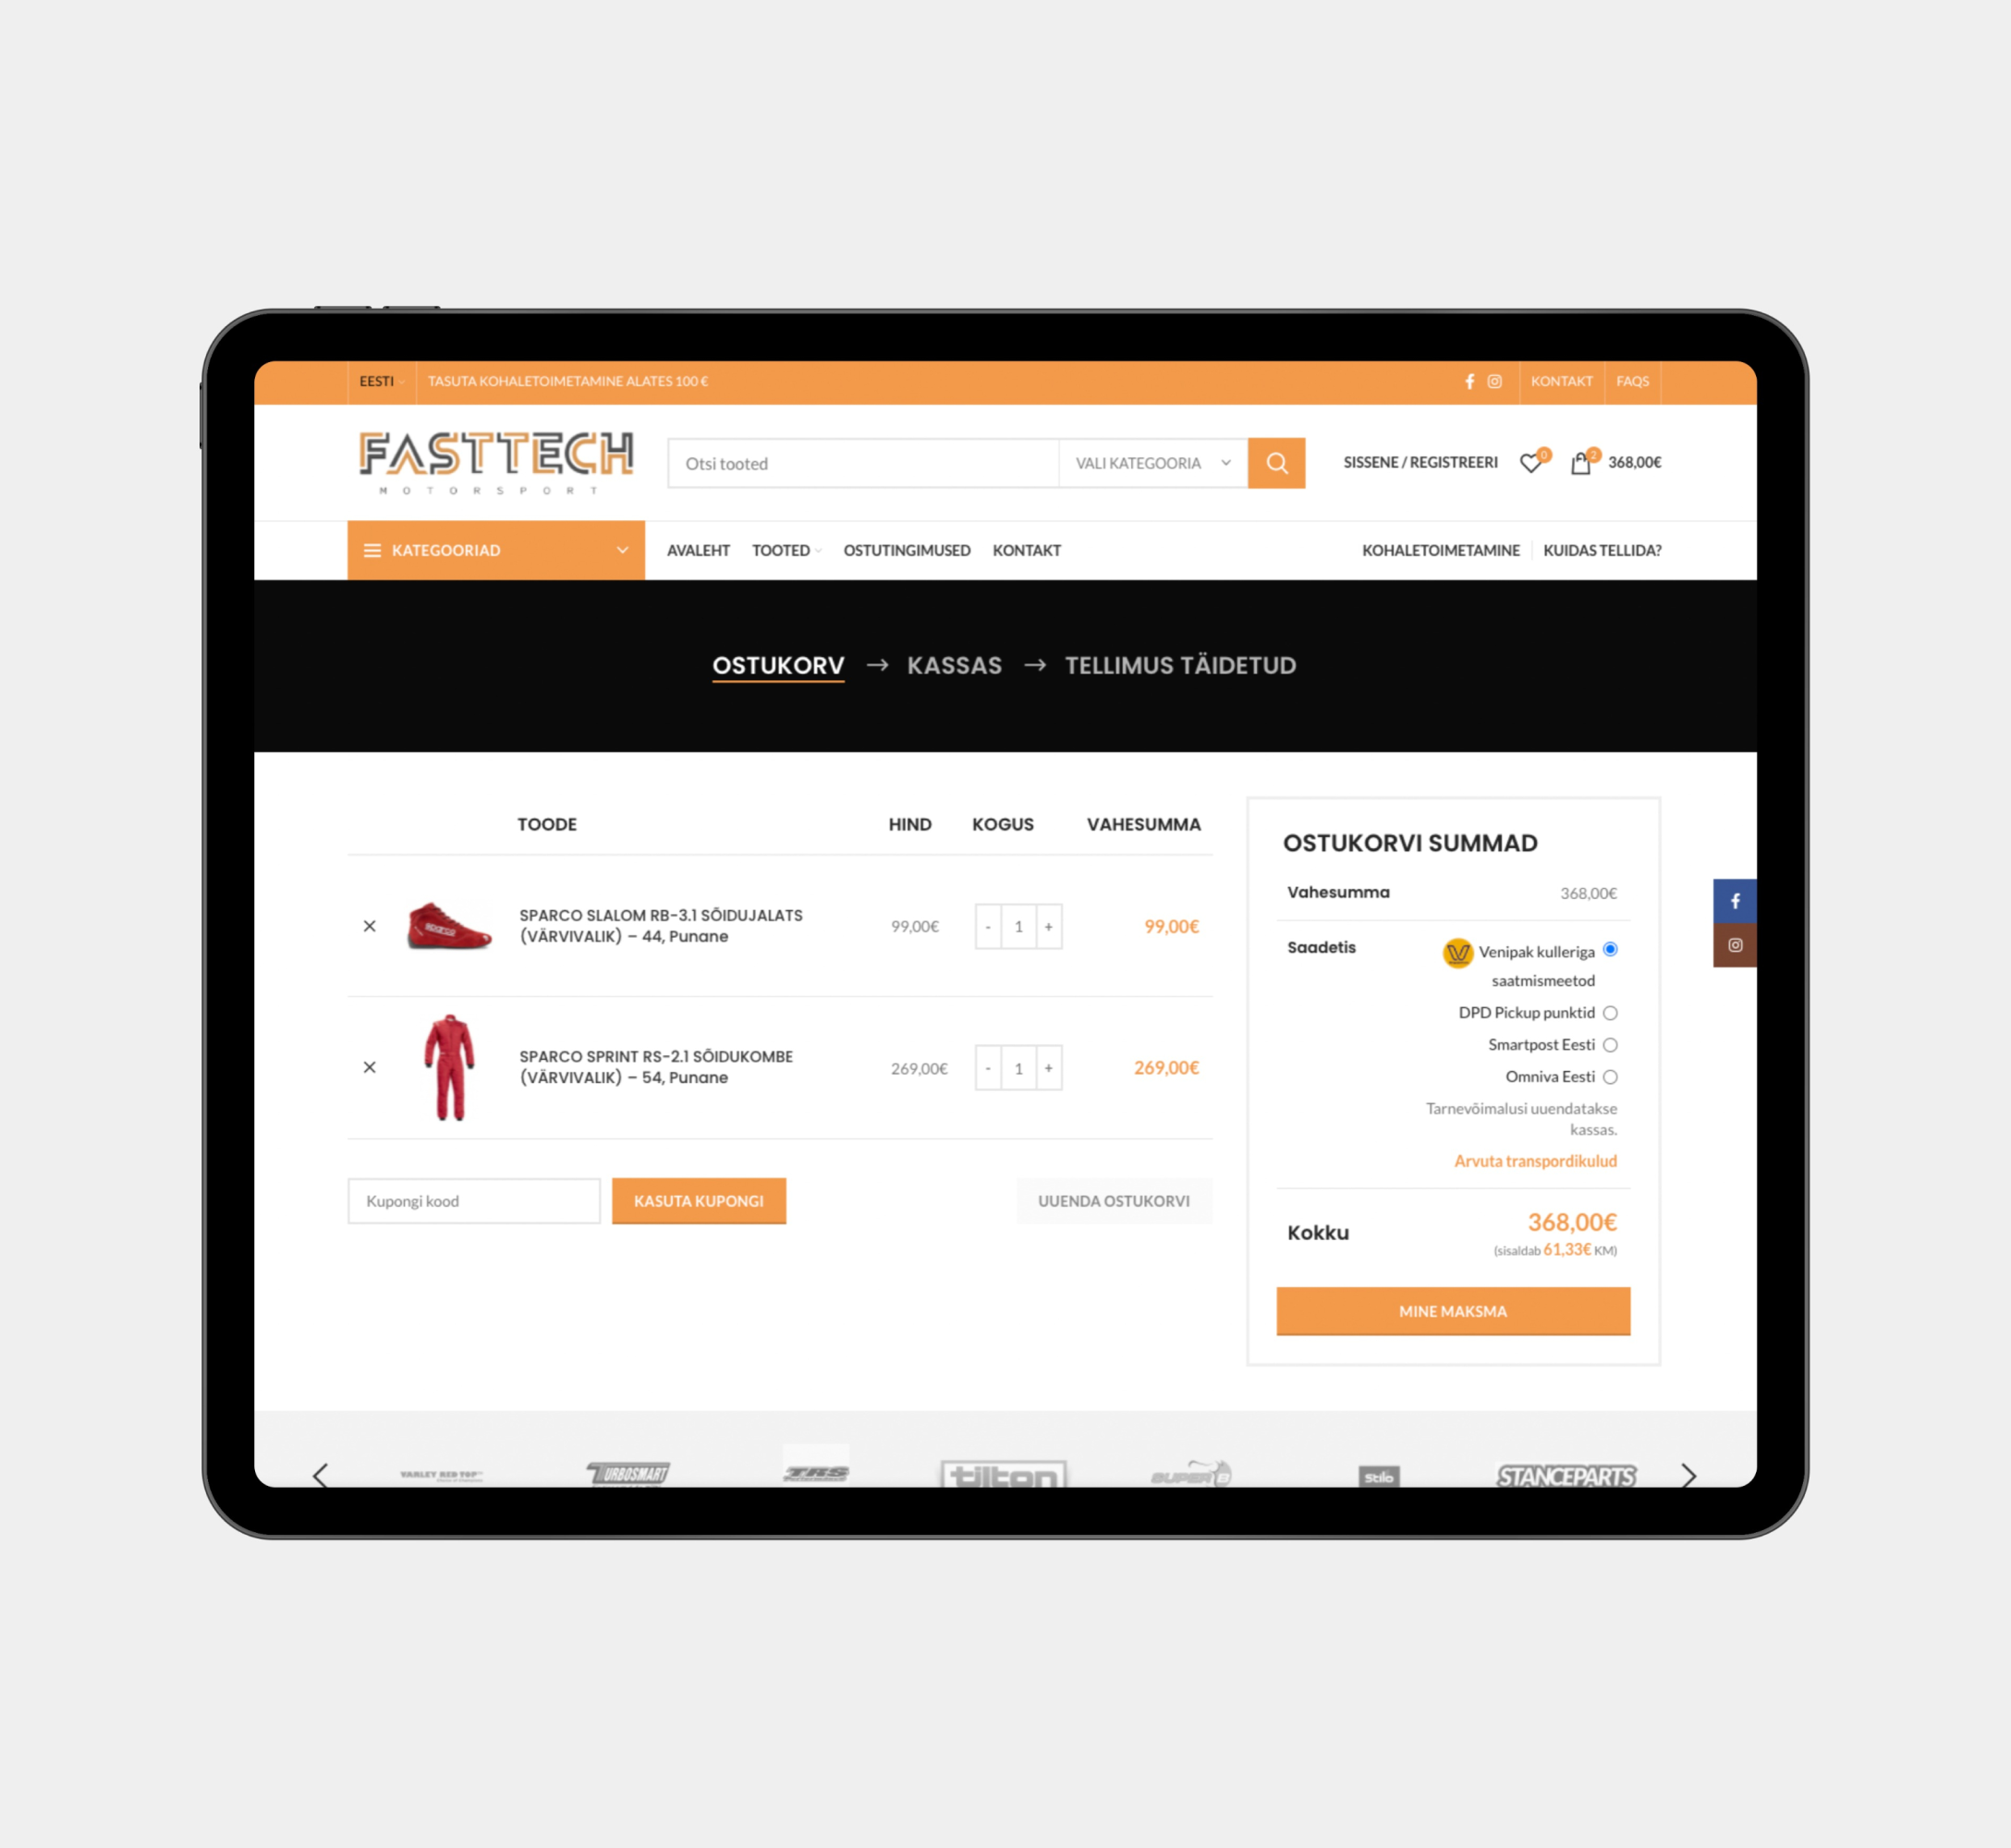 EESTI
TASUTA KOHALETOIMETAMINE ALATES 100 €
KONTAKT
FAQS
FASTTECH
MOTORSPORT
Otsi tooted
VALI KATEGOORIA
SISSENE / REGISTREERI
0
2
368,00€
KATEGOORIAD
AVALEHT
TOOTED
OSTUTINGIMUSED
KONTAKT
KOHALETOIMETAMINE
KUIDAS TELLIDA?
OSTUKORV → KASSAS → TELLIMUS TÄIDETUD
TOODE
HIND
KOGUS
VAHESUMMA
SPARCO
SPARCO SLALOM RB-3.1 SÕIDUJALATS
(VÄRVIVALIK) – 44, Punane
99,00€
- 1 +
99,00€
SPARCO SPRINT RS-2.1 SÕIDUKOMBE
(VÄRVIVALIK) – 54, Punane
269,00€
- 1 +
269,00€
Kupongi kood
KASUTA KUPONGI
UUENDA OSTUKORVI
OSTUKORVI SUMMAD
Vahesumma
368,00€
Saadetis
Venipak kulleriga
saatmismeetod
DPD Pickup punktid
Smartpost Eesti
Omniva Eesti
Tarnevõimalusi uuendatakse
kassas.
Arvuta transpordikulud
Kokku
368,00€
(sisaldab 61,33€ KM)
MINE MAKSMA
VARLEY RED TOP
TURBOSMART
TRS
tilton
SUPER B
Stilo
STANCEPARTS